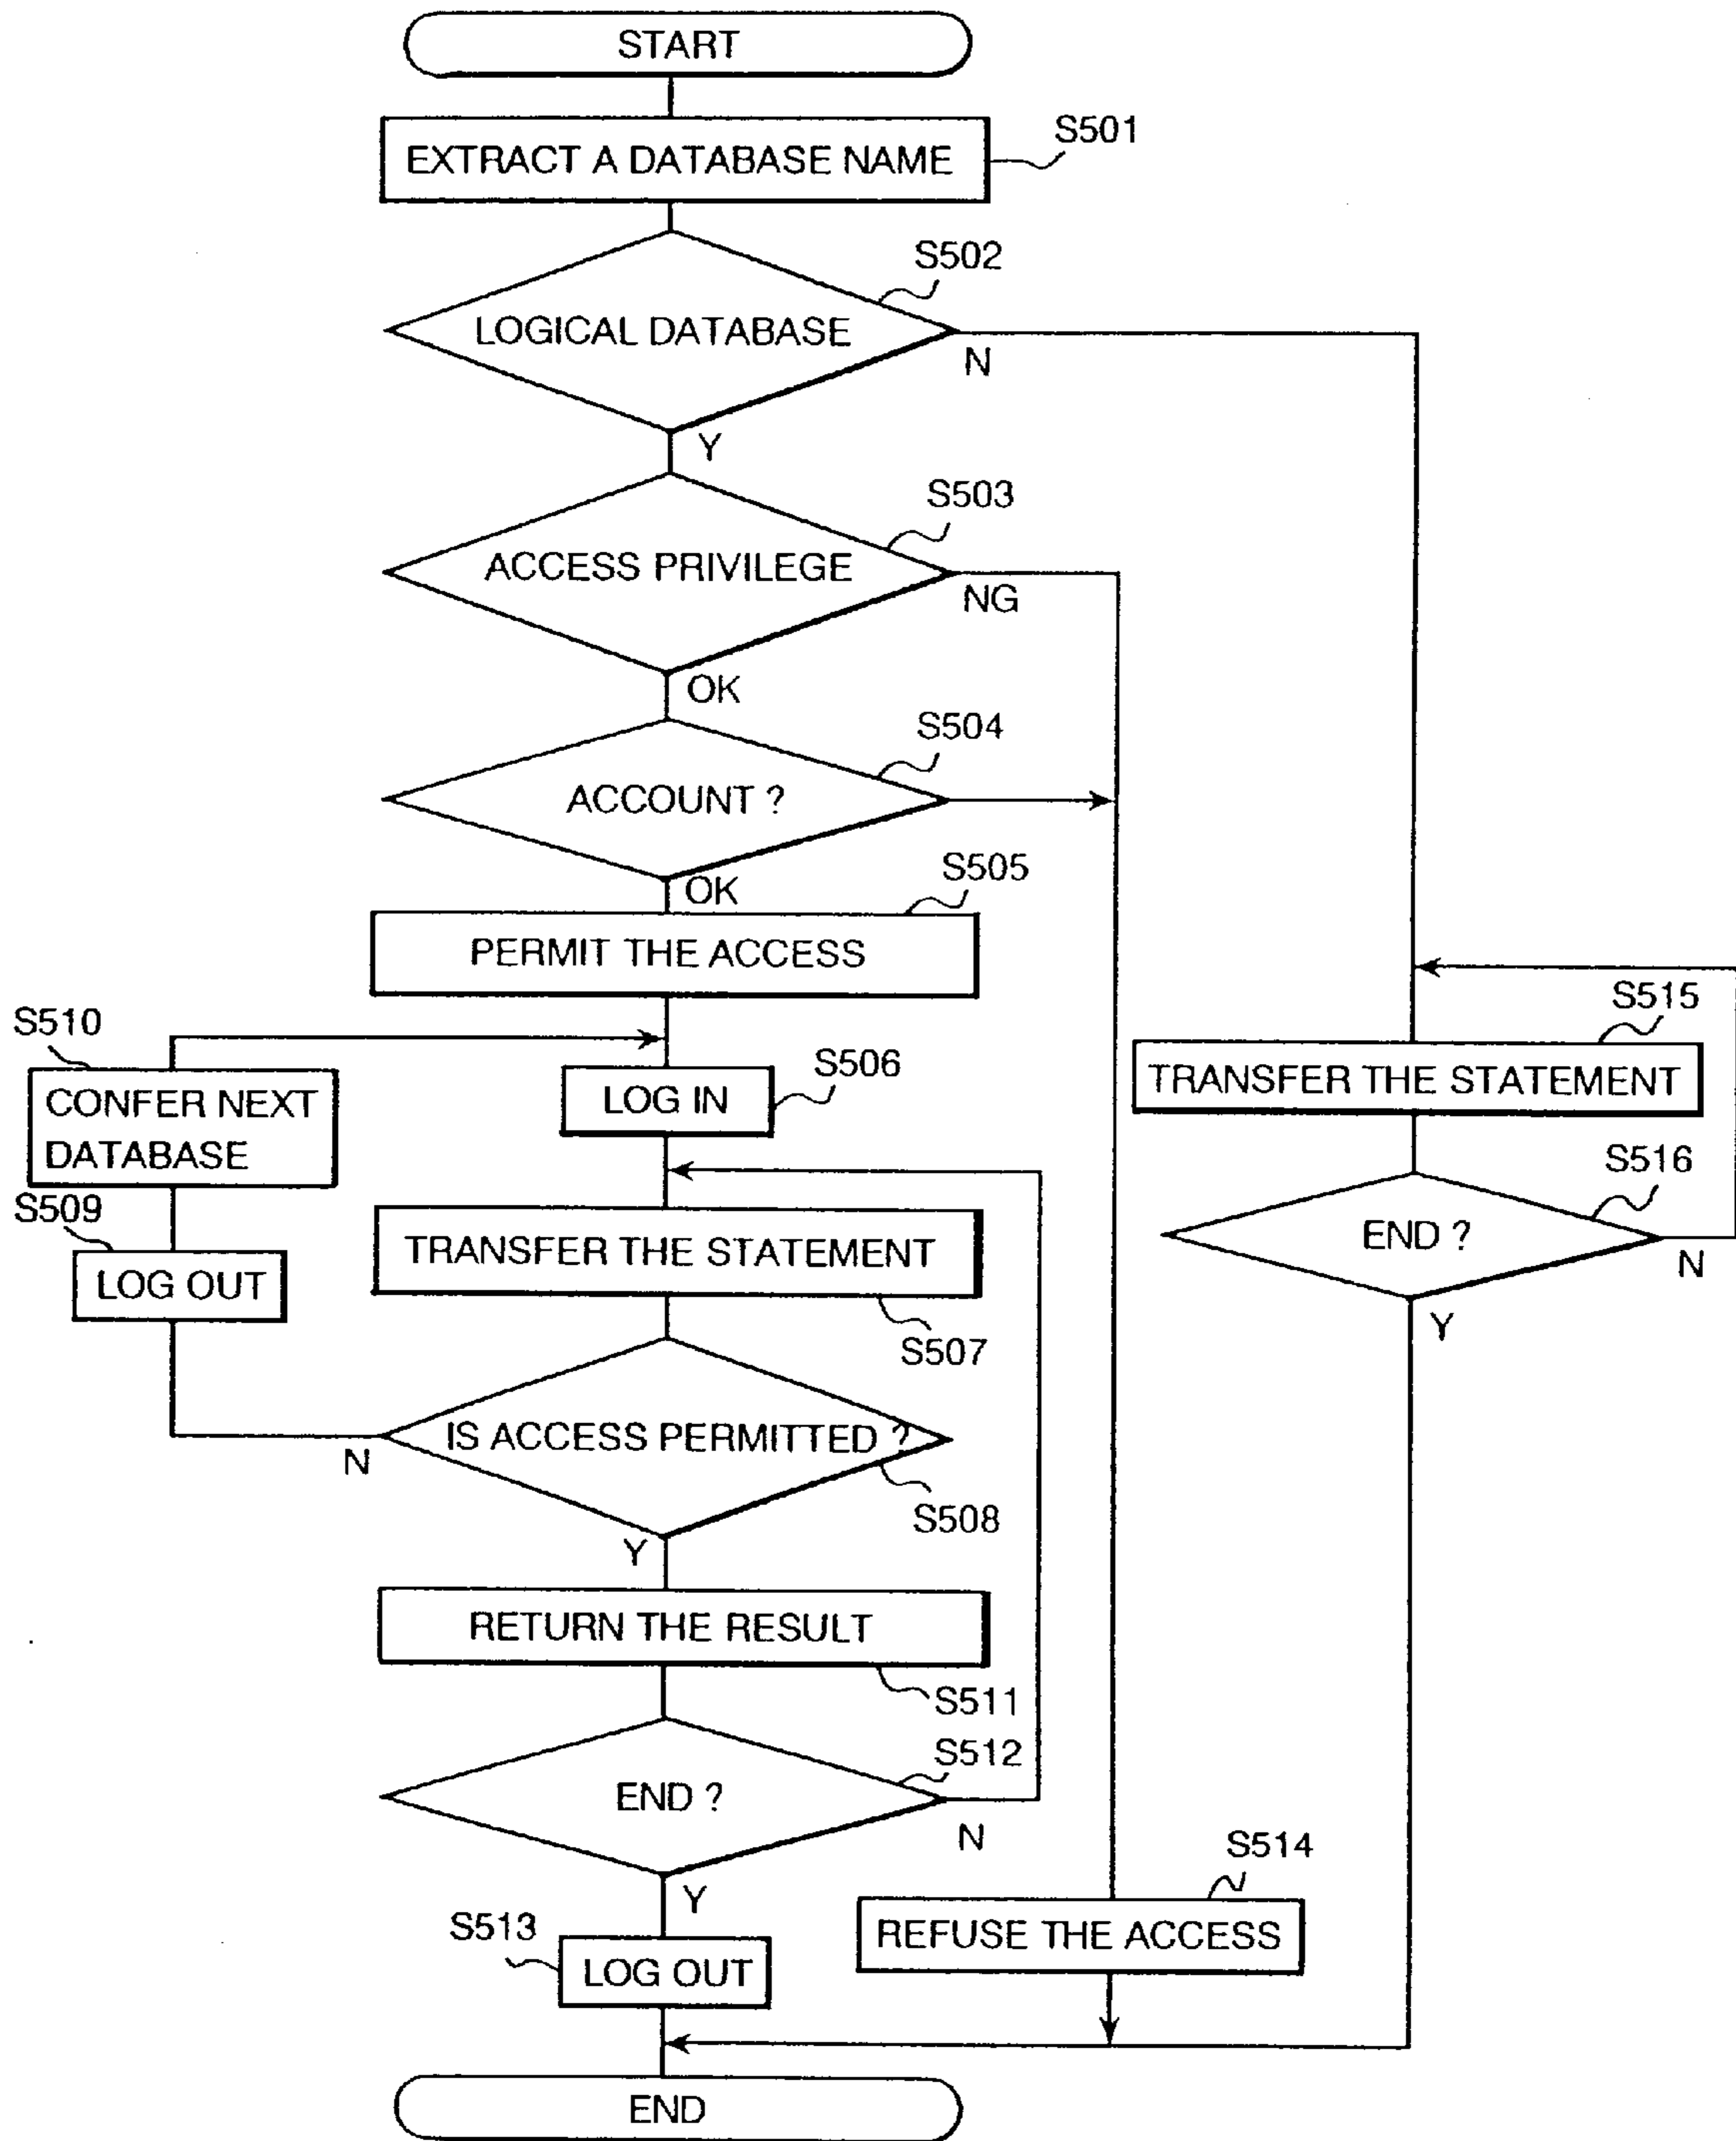 START
EXTRACT A DATABASE NAME
S501
S502
LOGICAL DATABASE
N
Y
S503
ACCESS PRIVILEGE
NG
OK
S504
ACCOUNT ?
OK
S505
PERMIT THE ACCESS
S510
CONFER NEXT
DATABASE
S506
LOG IN
S515
TRANSFER THE STATEMENT
S516
END ?
N
Y
S509
LOG OUT
TRANSFER THE STATEMENT
S507
IS ACCESS PERMITTED ?
N
S508
Y
RETURN THE RESULT
S511
S512
END ?
N
Y
S514
REFUSE THE ACCESS
S513
LOG OUT
END